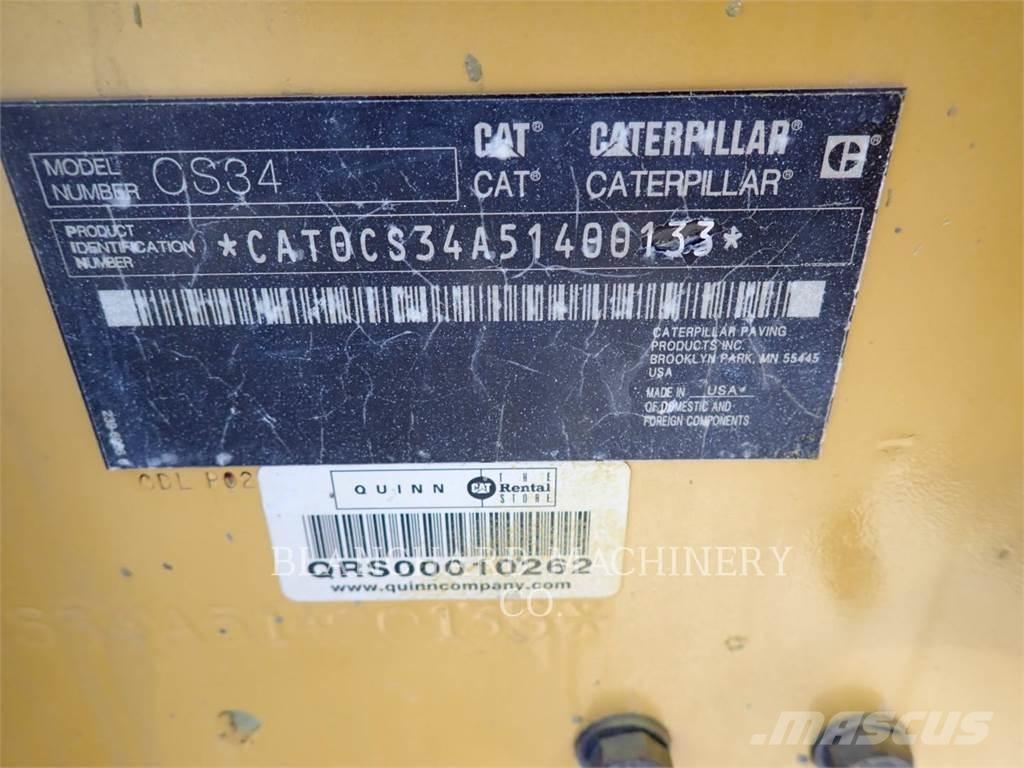 MODEL NUMBER CS34
CAT® CATERPILLAR®
CAT® CATERPILLAR®
PRODUCT IDENTIFICATION NUMBER *CAT0CS34A51400133*
CATERPILLAR PAVING
PRODUCTS INC.
BROOKLYN PARK, MN 55445
USA
MADE IN USA
OF DOMESTIC AND
FOREIGN COMPONENTS
CDL P02
QUINN CAT THE Rental STORE
QRS00010262
www.quinncompany.com
BLANCHARD MACHINERY
CO.
MASCUS